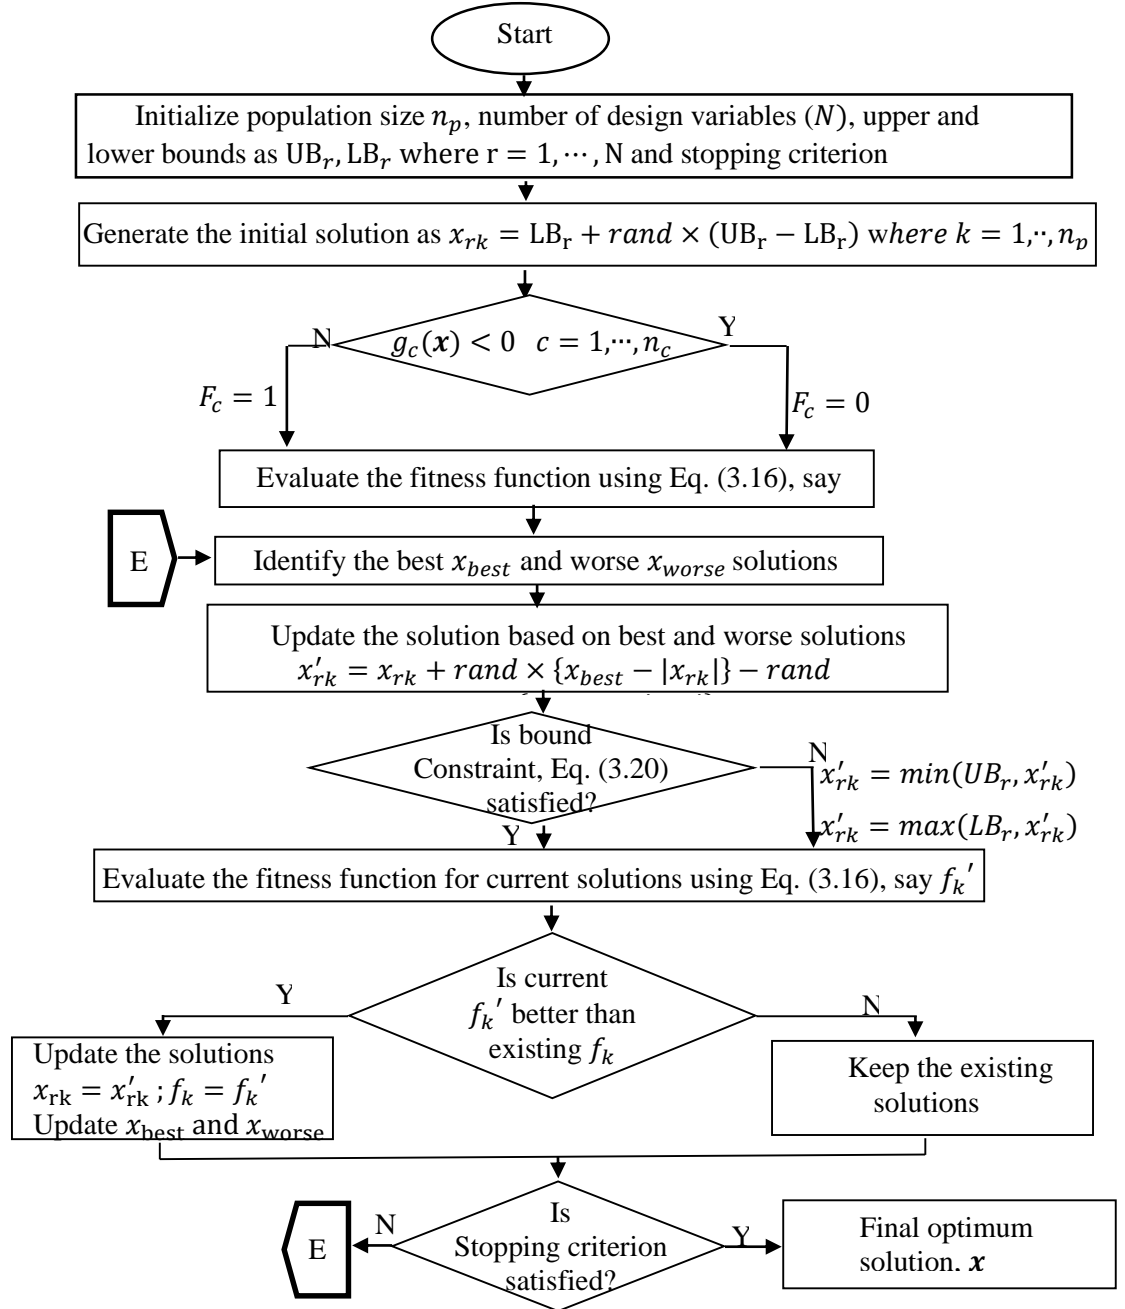 Start
Initialize population size n_p, number of design variables (N), upper and
lower bounds as UB_r, LB_r where r = 1, ⋯, N and stopping criterion
Generate the initial solution as x_rk = LB_r + rand × (UB_r − LB_r) where k = 1,··, n_p
N
g_c(x) < 0 c = 1,⋯, n_c
Y
F_c = 1
F_c = 0
Evaluate the fitness function using Eq. (3.16), say
E
Identify the best x_best and worse x_worse solutions
Update the solution based on best and worse solutions
x′_rk = x_rk + rand × {x_best − |x_rk|} − rand
Is bound
Constraint, Eq. (3.20)
satisfied?
N
x′_rk = min(UB_r, x′_rk)
x′_rk = max(LB_r, x′_rk)
Y
Evaluate the fitness function for current solutions using Eq. (3.16), say f_k′
Is current
f_k′ better than
existing f_k
Y
N
Update the solutions
x_rk = x′_rk ; f_k = f_k′
Update x_best and x_worse
Keep the existing
solutions
Is
Stopping criterion
satisfied?
N
E
Y
Final optimum
solution. x